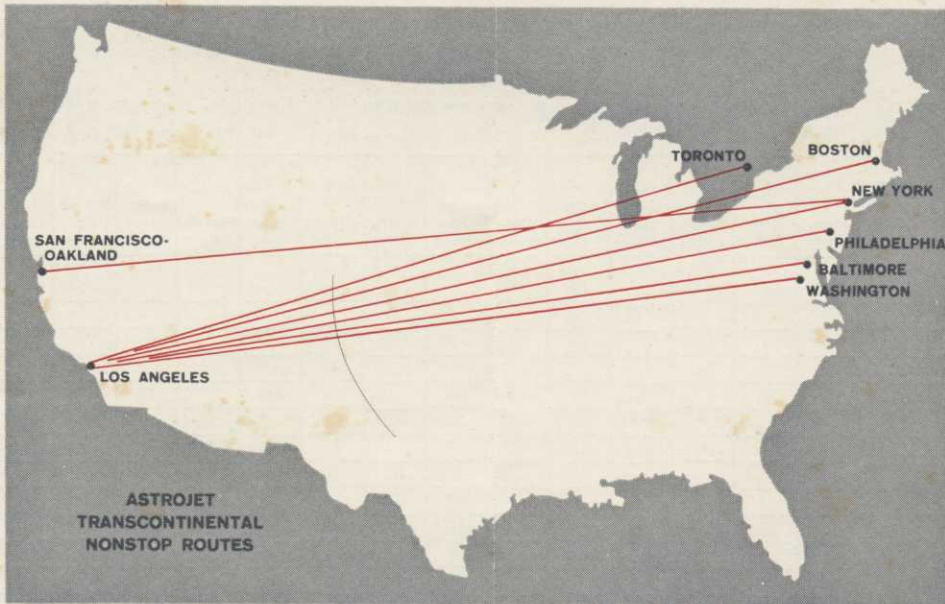 TORONTO
BOSTON
NEW YORK
SAN FRANCISCO-
OAKLAND
PHILADELPHIA
BALTIMORE
WASHINGTON
LOS ANGELES
ASTROJET
TRANSCONTINENTAL
NONSTOP ROUTES